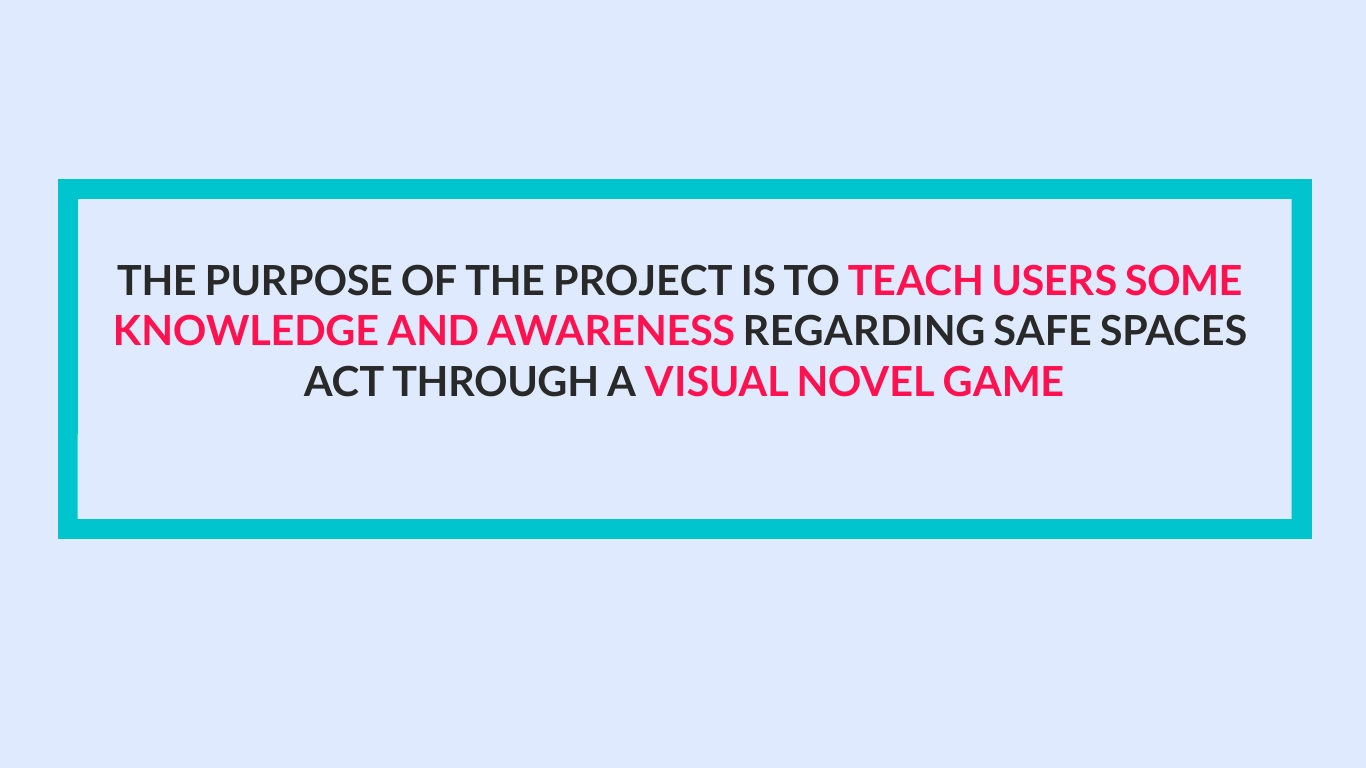 THE PURPOSE OF THE PROJECT IS TO TEACH USERS SOME
KNOWLEDGE AND AWARENESS REGARDING SAFE SPACES
ACT THROUGH A VISUAL NOVEL GAME